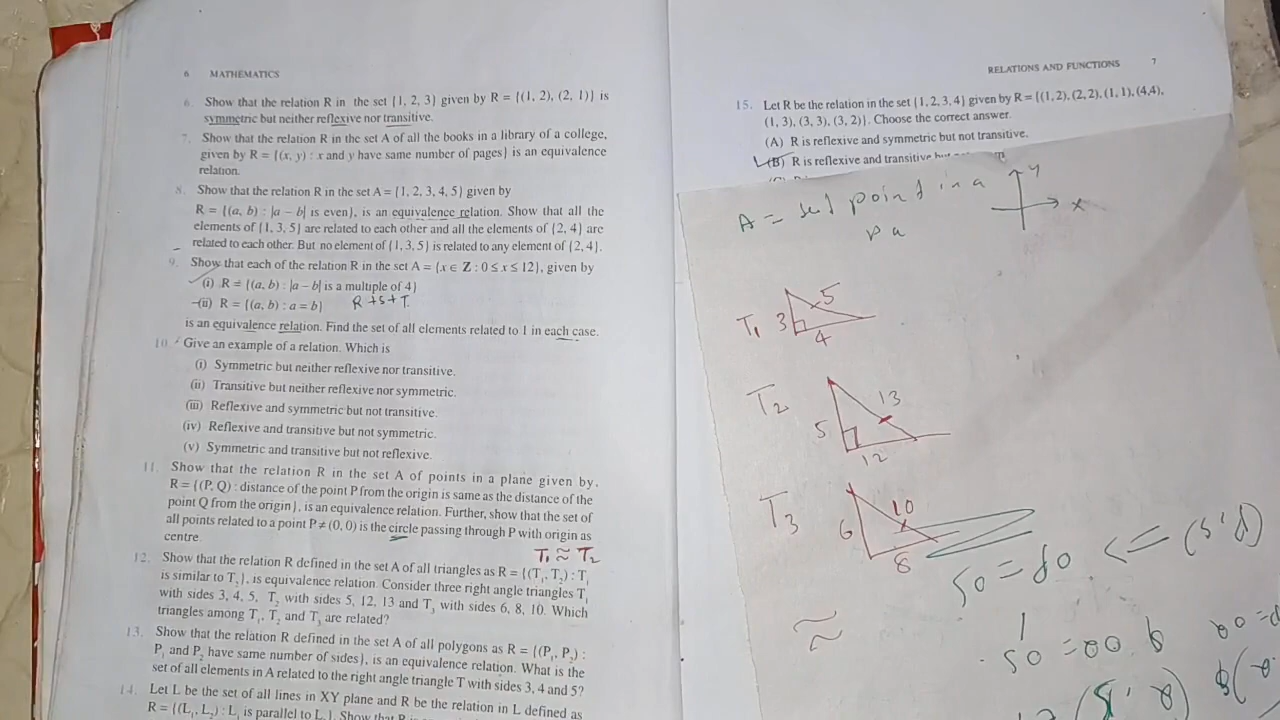 6 MATHEMATICS
6. Show that the relation R in the set {1, 2, 3} given by R = {(1, 2), (2, 1)} is
symmetric but neither reflexive nor transitive.
7. Show that the relation R in the set A of all the books in a library of a college,
given by R = {(x, y) : x and y have same number of pages} is an equivalence
relation.
8. Show that the relation R in the set A = {1, 2, 3, 4, 5} given by
R = {(a, b) : |a – b| is even}, is an equivalence relation. Show that all the
elements of {1, 3, 5} are related to each other and all the elements of {2, 4} are
related to each other. But no element of {1, 3, 5} is related to any element of {2, 4}.
9. Show that each of the relation R in the set A = {x ∈ Z : 0 ≤ x ≤ 12}, given by
(i) R = {(a, b) : |a – b| is a multiple of 4}
(ii) R = {(a, b) : a = b} R+S+T
is an equivalence relation. Find the set of all elements related to 1 in each case.
10. Give an example of a relation. Which is
(i) Symmetric but neither reflexive nor transitive.
(ii) Transitive but neither reflexive nor symmetric.
(iii) Reflexive and symmetric but not transitive.
(iv) Reflexive and transitive but not symmetric.
(v) Symmetric and transitive but not reflexive.
11. Show that the relation R in the set A of points in a plane given by.
R = {(P, Q) : distance of the point P from the origin is same as the distance of the
point Q from the origin}, is an equivalence relation. Further, show that the set of
all points related to a point P ≠ (0, 0) is the circle passing through P with origin as
centre.
T₁ ≈ T₂
12. Show that the relation R defined in the set A of all triangles as R = {(T₁, T₂) : T₁
is similar to T₂}, is equivalence relation. Consider three right angle triangles T₁
with sides 3, 4, 5, T₂ with sides 5, 12, 13 and T₃ with sides 6, 8, 10. Which
triangles among T₁, T₂ and T₃ are related?
13. Show that the relation R defined in the set A of all polygons as R = {(P₁, P₂) :
P₁ and P₂ have same number of sides}, is an equivalence relation. What is the
set of all elements in A related to the right angle triangle T with sides 3, 4 and 5?
14. Let L be the set of all lines in XY plane and R be the relation in L defined as
R = {(L₁, L₂) : L₁ is parallel to L₂}. Show that R
RELATIONS AND FUNCTIONS 7
15. Let R be the relation in the set {1, 2, 3, 4} given by R = {(1, 2), (2, 2), (1, 1), (4,4),
(1, 3), (3, 3), (3, 2)}. Choose the correct answer.
(A) R is reflexive and symmetric but not transitive.
(B) R is reflexive and transitive but
A = set point in a
pa
y
x
T₁ 3 5
4
T₂ 5 13
12
T₃ 6 10
8
≈
(P,S) => OP = OS